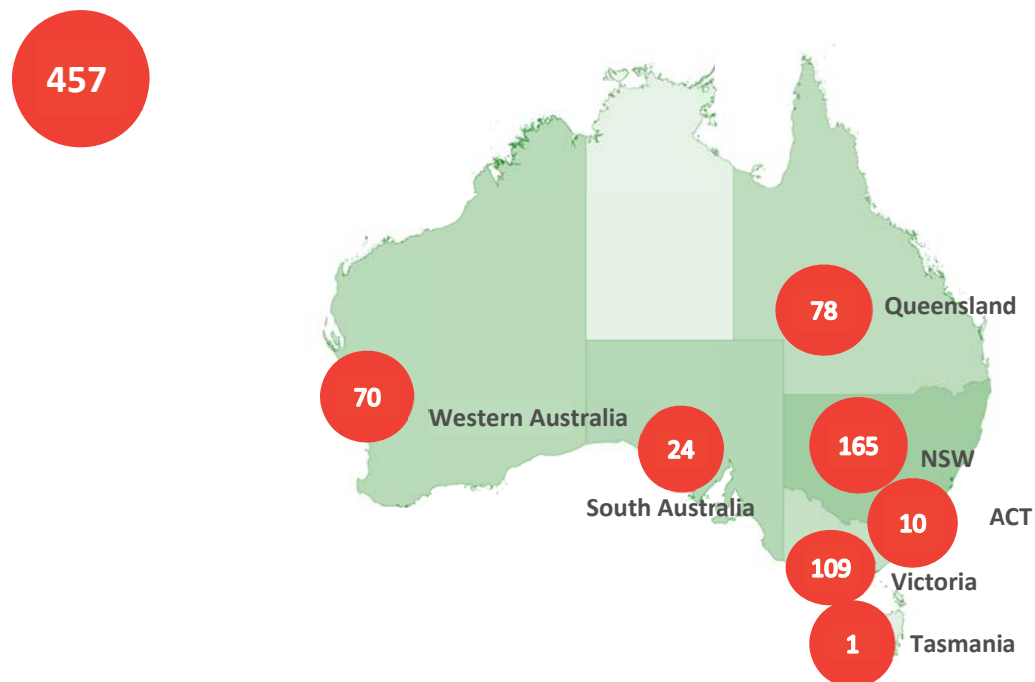 457
78
Queensland
70
Western Australia
24
165
NSW
South Australia
10
ACT
109
Victoria
1
Tasmania